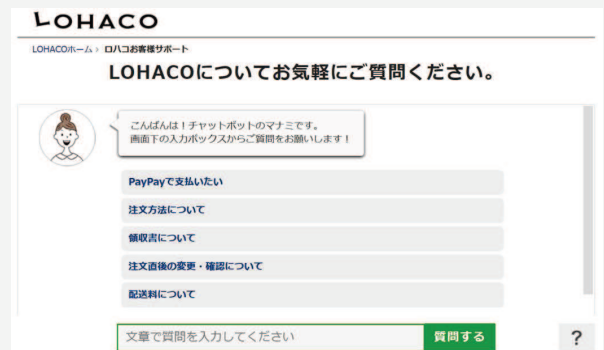 LOHACO
LOHACOホーム › ロハコお客様サポート
LOHACOについてお気軽にご質問ください。
こんばんは！チャットボットのマナミです。
画面下の入力ボックスからご質問をお願いします！
PayPayで支払いたい
注文方法について
領収書について
注文直後の変更・確認について
配送料について
文章で質問を入力してください 質問する ?